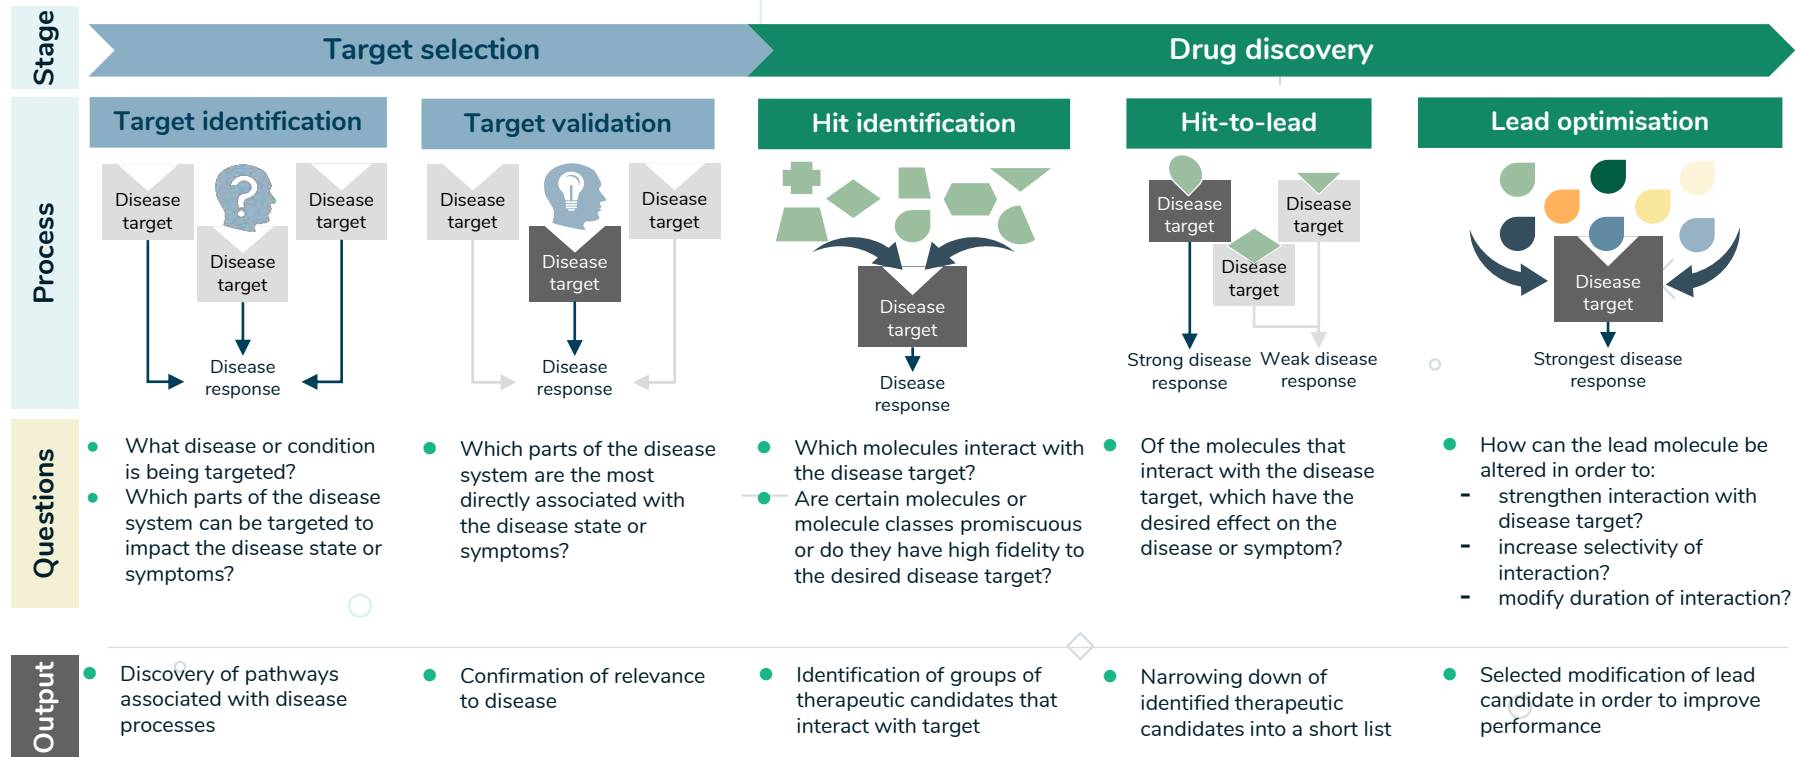 Stage
Target selection
Drug discovery
Process
Target identification
Target validation
Hit identification
Hit-to-lead
Lead optimisation
Disease
target
Disease
target
Disease
target
Disease
response
Disease
target
Disease
target
Disease
target
Disease
response
Disease
target
Disease
response
Disease
target
Disease
target
Disease
target
Strong disease
response
Weak disease
response
Disease
target
Strongest disease
response
Questions
What disease or condition
is being targeted?
Which parts of the disease
system can be targeted to
impact the disease state or
symptoms?
Which parts of the disease
system are the most
directly associated with
the disease state or
symptoms?
Which molecules interact with
the disease target?
Are certain molecules or
molecule classes promiscuous
or do they have high fidelity to
the desired disease target?
Of the molecules that
interact with the disease
target, which have the
desired effect on the
disease or symptom?
How can the lead molecule be
altered in order to:
- strengthen interaction with
disease target?
- increase selectivity of
interaction?
- modify duration of interaction?
Output
Discovery of pathways
associated with disease
processes
Confirmation of relevance
to disease
Identification of groups of
therapeutic candidates that
interact with target
Narrowing down of
identified therapeutic
candidates into a short list
Selected modification of lead
candidate in order to improve
performance